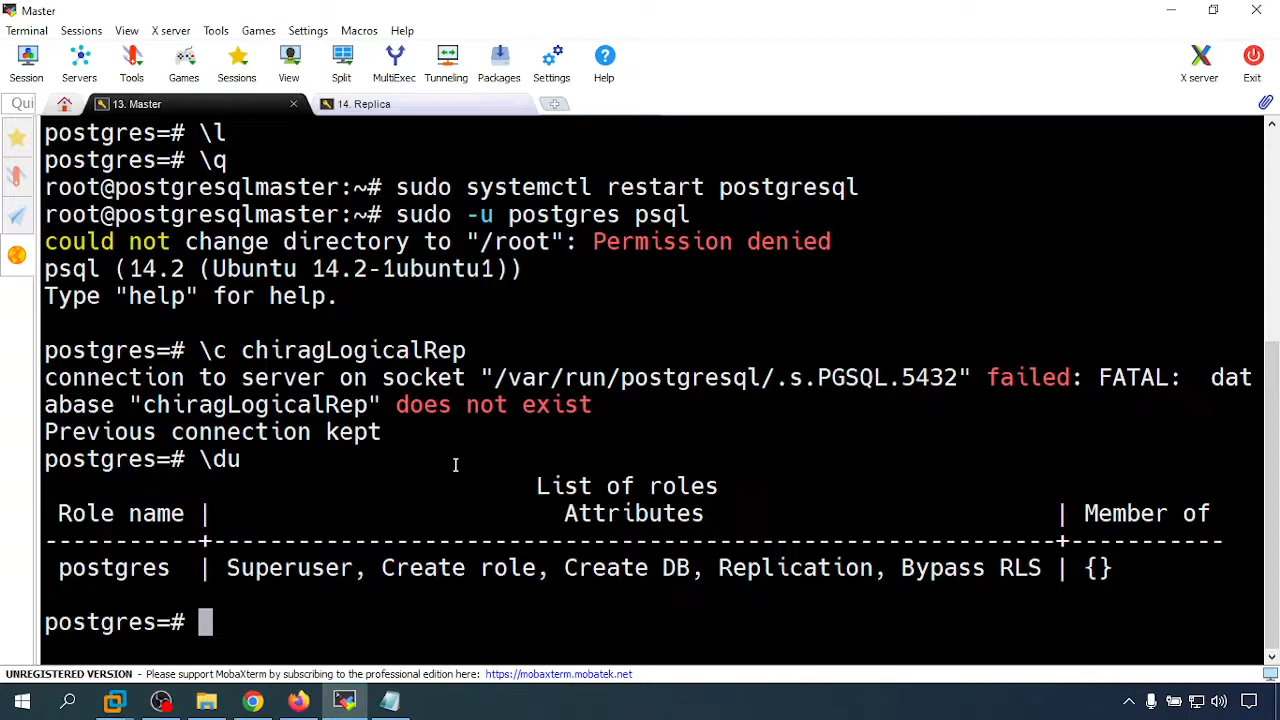 Master
Terminal Sessions View X server Tools Games Settings Macros Help
Session Servers Tools Games Sessions View Split MultiExec Tunneling Packages Settings Help X server Exit
Qui 13. Master 14. Replica
postgres=# \l
postgres=# \q
root@postgresqlmaster:~# sudo systemctl restart postgresql
root@postgresqlmaster:~# sudo -u postgres psql
could not change directory to "/root": Permission denied
psql (14.2 (Ubuntu 14.2-1ubuntu1))
Type "help" for help.
postgres=# \c chiragLogicalRep
connection to server on socket "/var/run/postgresql/.s.PGSQL.5432" failed: FATAL:  dat
abase "chiragLogicalRep" does not exist
Previous connection kept
postgres=# \du
List of roles
Role name | Attributes | Member of
-----------+------------------------------------------------------------+-----------
postgres | Superuser, Create role, Create DB, Replication, Bypass RLS | {}
postgres=#
UNREGISTERED VERSION - Please support MobaXterm by subscribing to the professional edition here: https://mobaxterm.mobatek.net